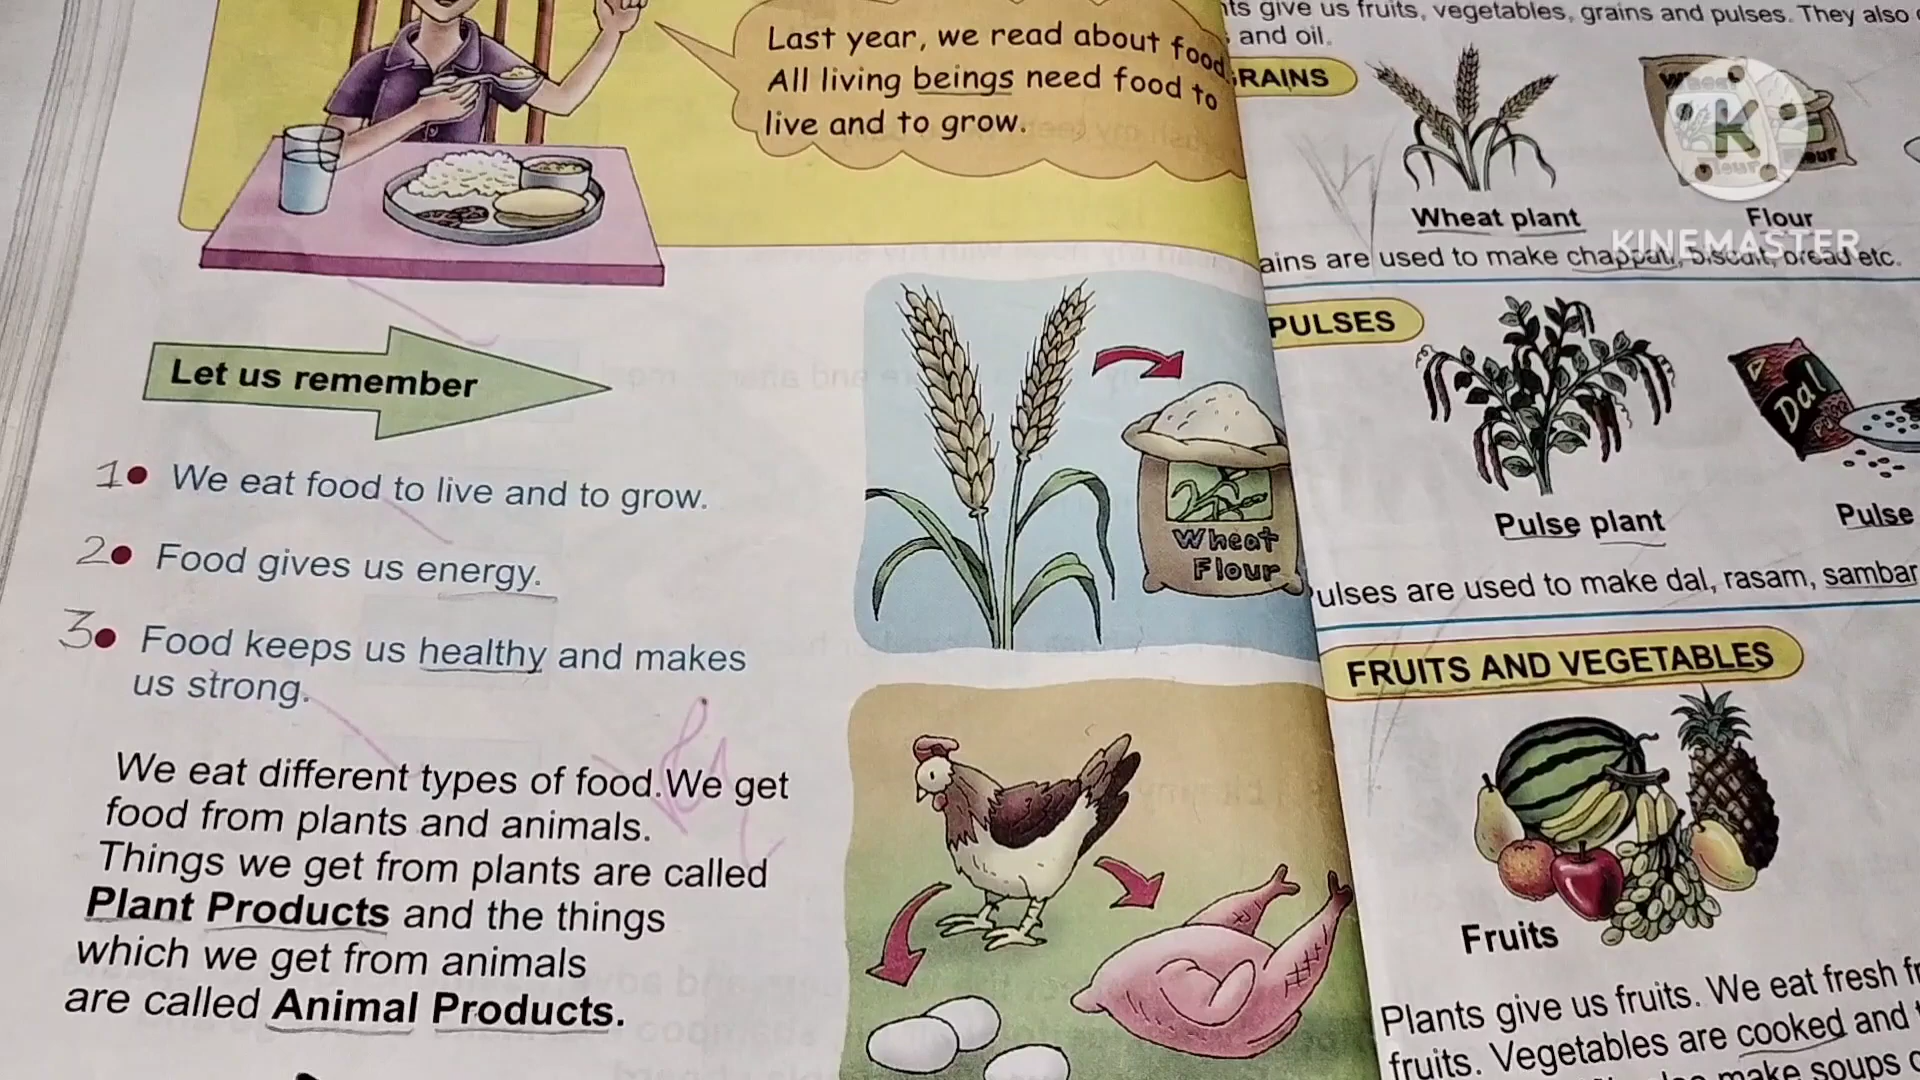 Last year, we read about food.
All living beings need food to
live and to grow.
Let us remember
1 We eat food to live and to grow.
2 Food gives us energy.
3 Food keeps us healthy and makes
us strong.
We eat different types of food.We get
food from plants and animals.
Things we get from plants are called
Plant Products and the things
which we get from animals
are called Animal Products.
Wheat
Flour
give us fruits, vegetables, grains and pulses. They also
and oil.
GRAINS
K
Wheat plant
Flour
KINEMASTER
are used to make chappati, biscuit, bread etc.
PULSES
Dal
Pulse plant
Pulse
Pulses are used to make dal, rasam, sambar
FRUITS AND VEGETABLES
Fruits
Plants give us fruits. We eat fresh
fruits. Vegetables are cooked and
make soups